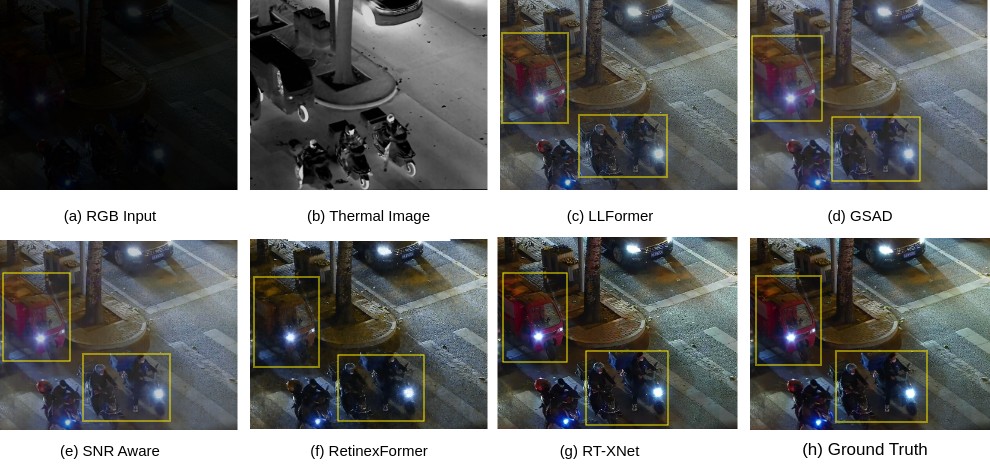 (a) RGB Input
(b) Thermal Image
(c) LLFormer
(d) GSAD
(e) SNR Aware
(f) RetinexFormer
(g) RT-XNet
(h) Ground Truth